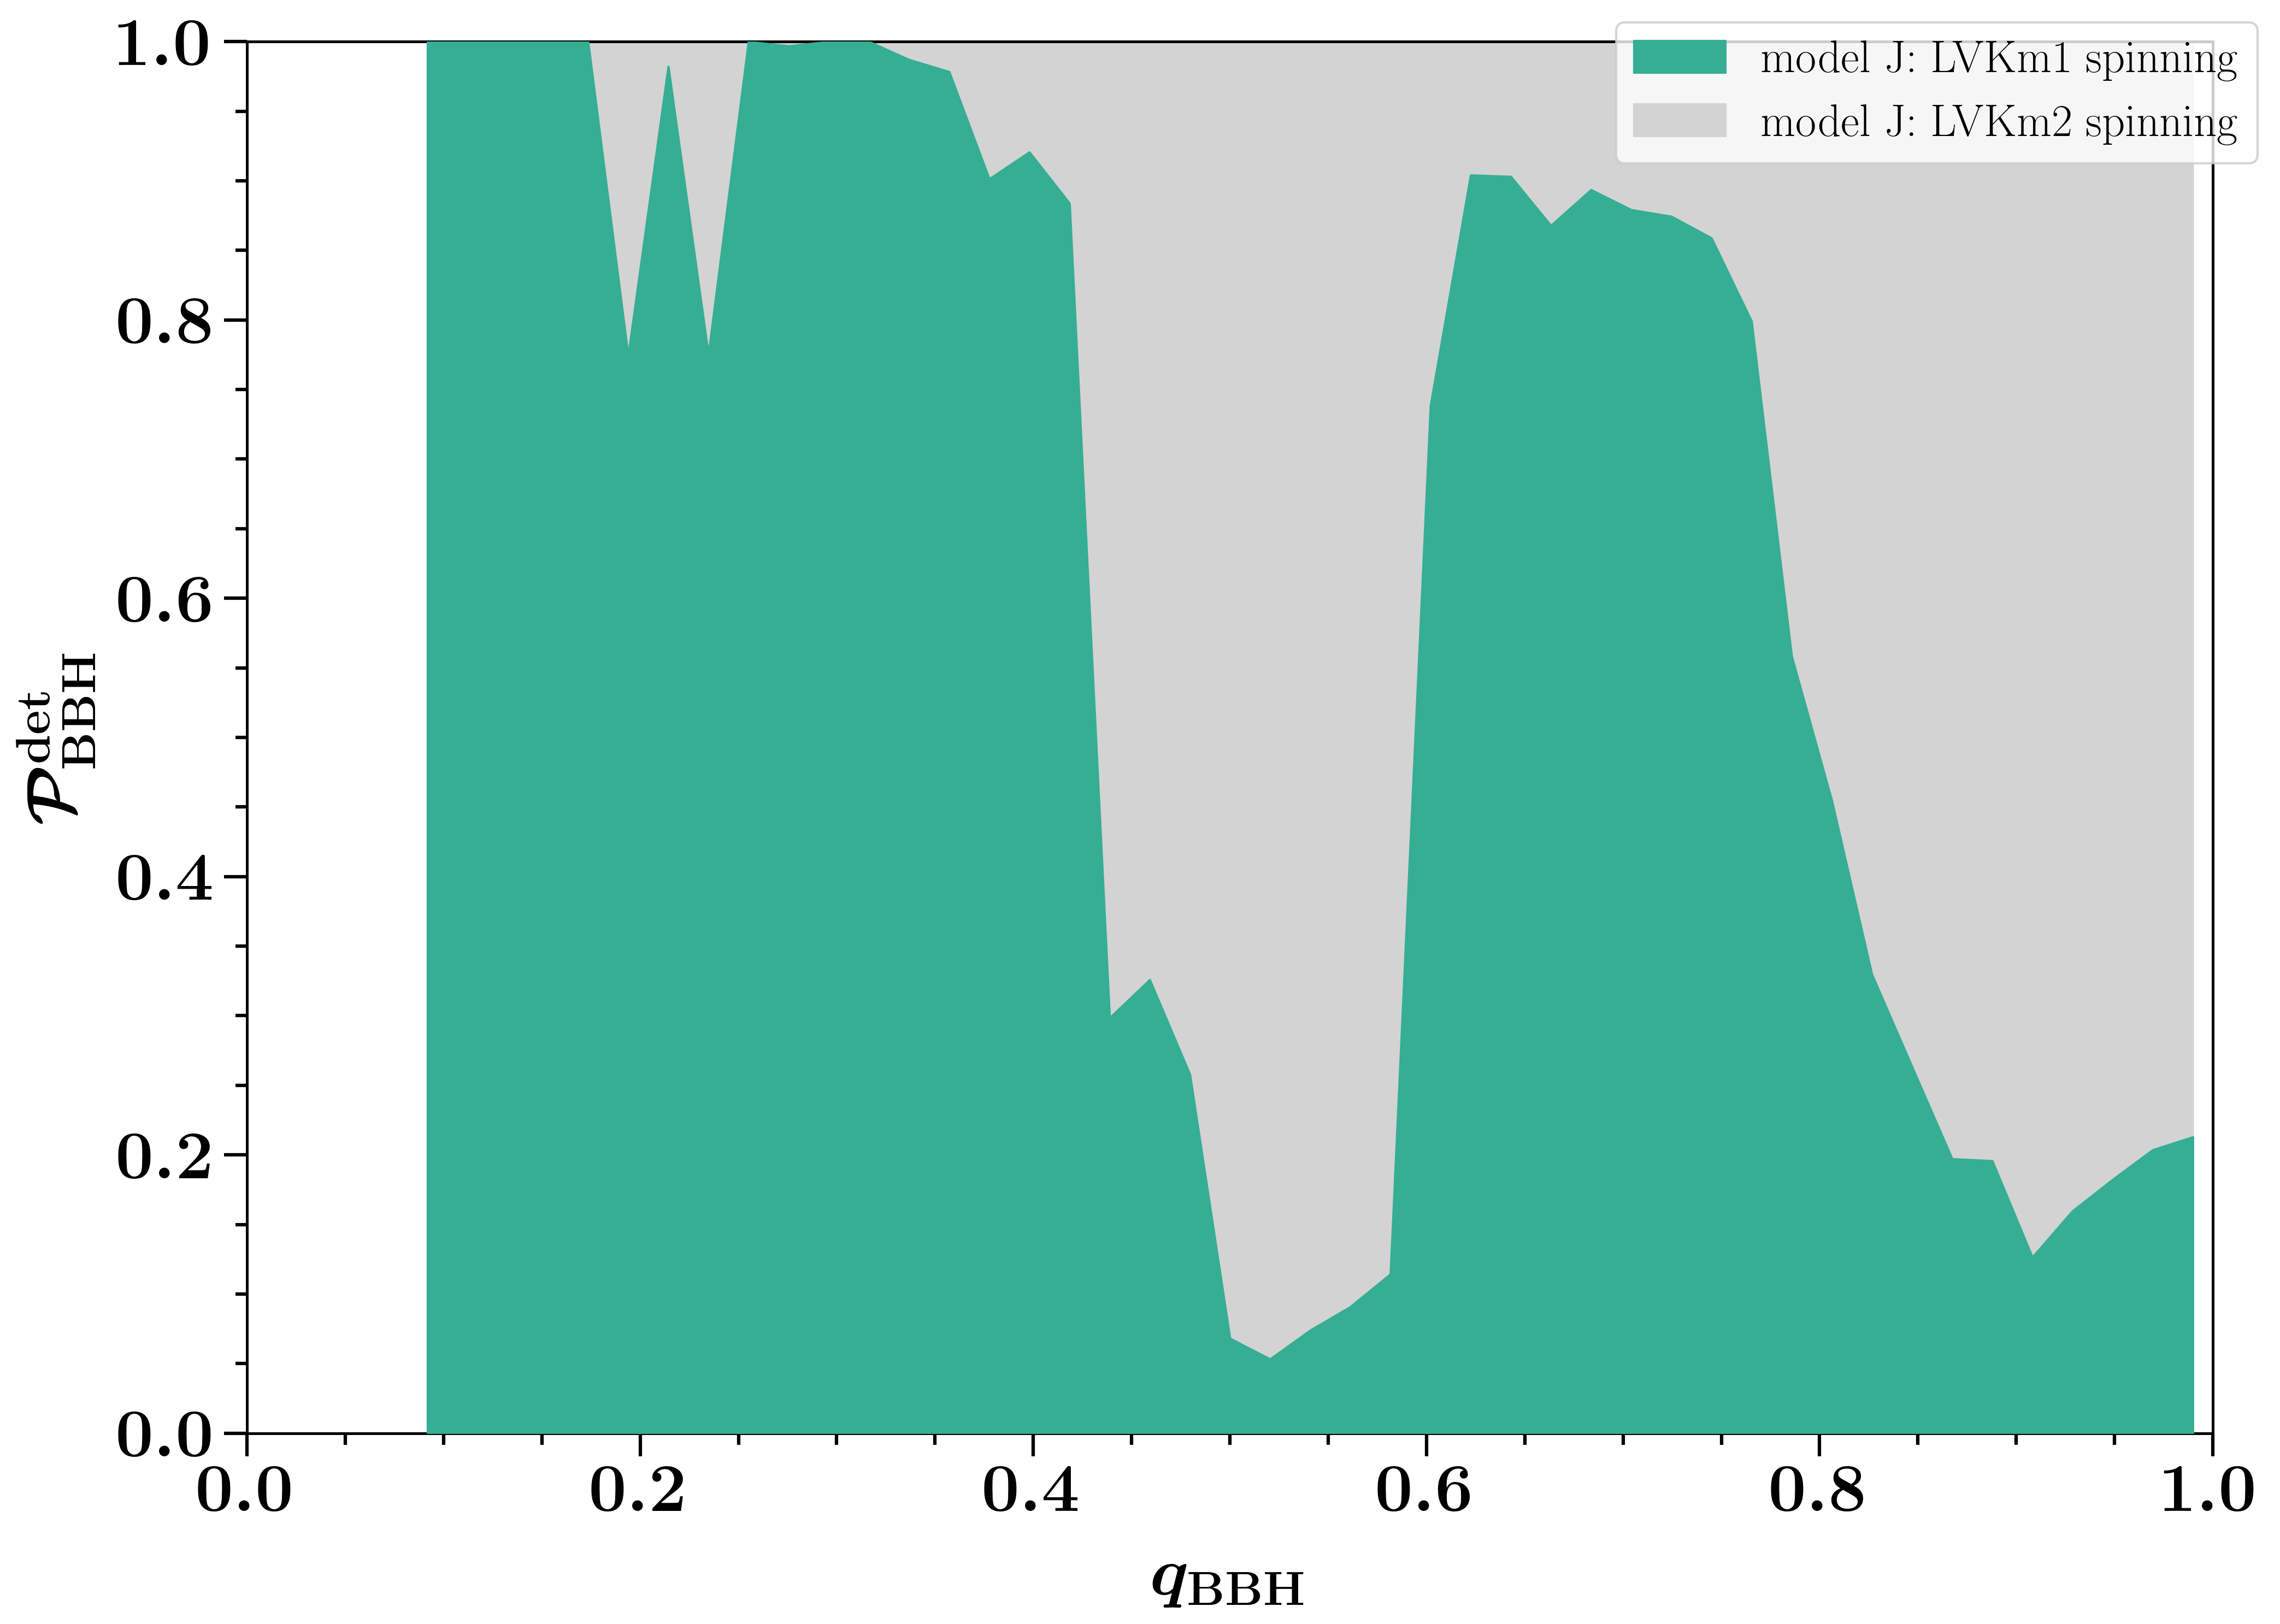 model J: LVKm1 spinning
model J: LVKm2 spinning
1.0
0.8
0.6
0.4
0.2
0.0
𝒫^det_BBH
0.0 0.2 0.4 0.6 0.8 1.0
q_BBH